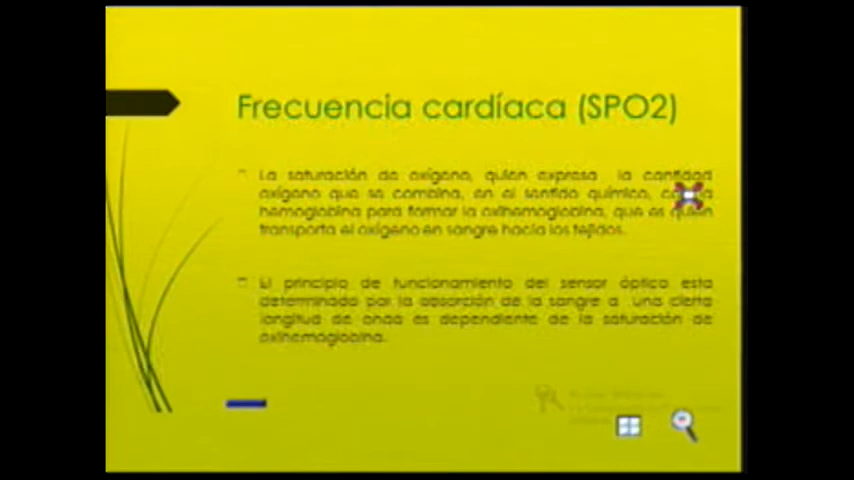 Frecuencia cardíaca (SPO2)
La saturación de oxígeno, quien expresa la cantidad
oxígeno que se combina, en el sentido químico, la
hemoglobina para formar la oxihemoglobina, que es quien
transporta el oxígeno en sangre hacia los tejidos.
El principio de funcionamiento del sensor óptico esta
determinado por la absorción de la sangre a una cierta
longitud de onda es dependiente de la saturación de
oxihemoglobina.